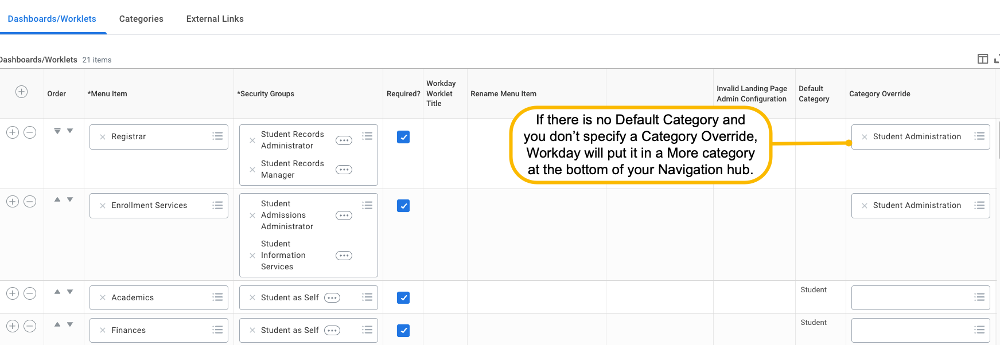 Dashboards/Worklets Categories External Links
Dashboards/Worklets 21 items
Order
*Menu Item
*Security Groups
Required?
Workday
Worklet
Title
Rename Menu Item
Invalid Landing Page
Admin Configuration
Default
Category
Category Override
Registrar
Student Records
Administrator
Student Records
Manager
If there is no Default Category and
you don’t specify a Category Override,
Workday will put it in a More category
at the bottom of your Navigation hub.
Student Administration
Enrollment Services
Student
Admissions
Administrator
Student
Information
Services
Student Administration
Academics
Student as Self
Student
Finances
Student as Self
Student